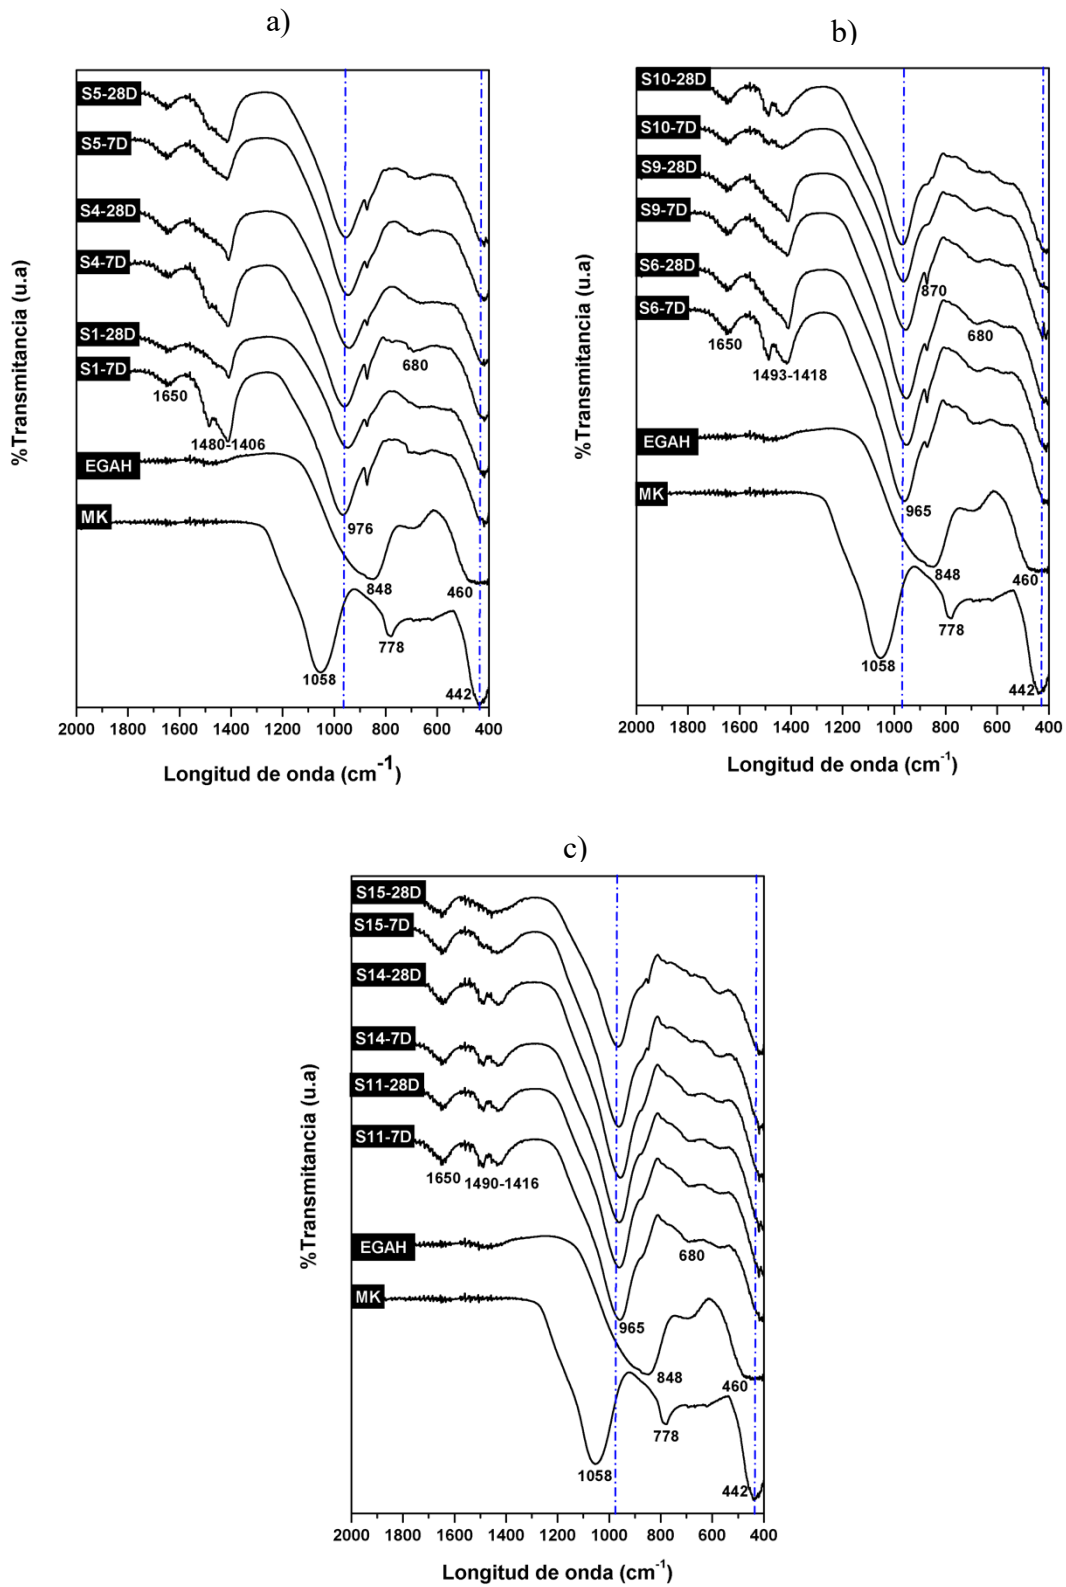 a)
S5-28D
S5-7D
S4-28D
S4-7D
S1-28D
S1-7D
EGAH
MK
1650
1480-1406
680
976
848
460
778
1058
442
2000 1800 1600 1400 1200 1000 800 600 400
%Transmitancia (u.a)
Longitud de onda (cm-1)
b)
S10-28D
S10-7D
S9-28D
S9-7D
S6-28D
S6-7D
EGAH
MK
870
1650
680
1493-1418
965
848
460
778
1058
442
2000 1800 1600 1400 1200 1000 800 600 400
%Transmitancia (u.a)
Longitud de onda (cm-1)
c)
S15-28D
S15-7D
S14-28D
S14-7D
S11-28D
S11-7D
EGAH
MK
1650
1490-1416
680
965
848
460
778
1058
442
2000 1800 1600 1400 1200 1000 800 600 400
%Transmitancia (u.a)
Longitud de onda (cm-1)